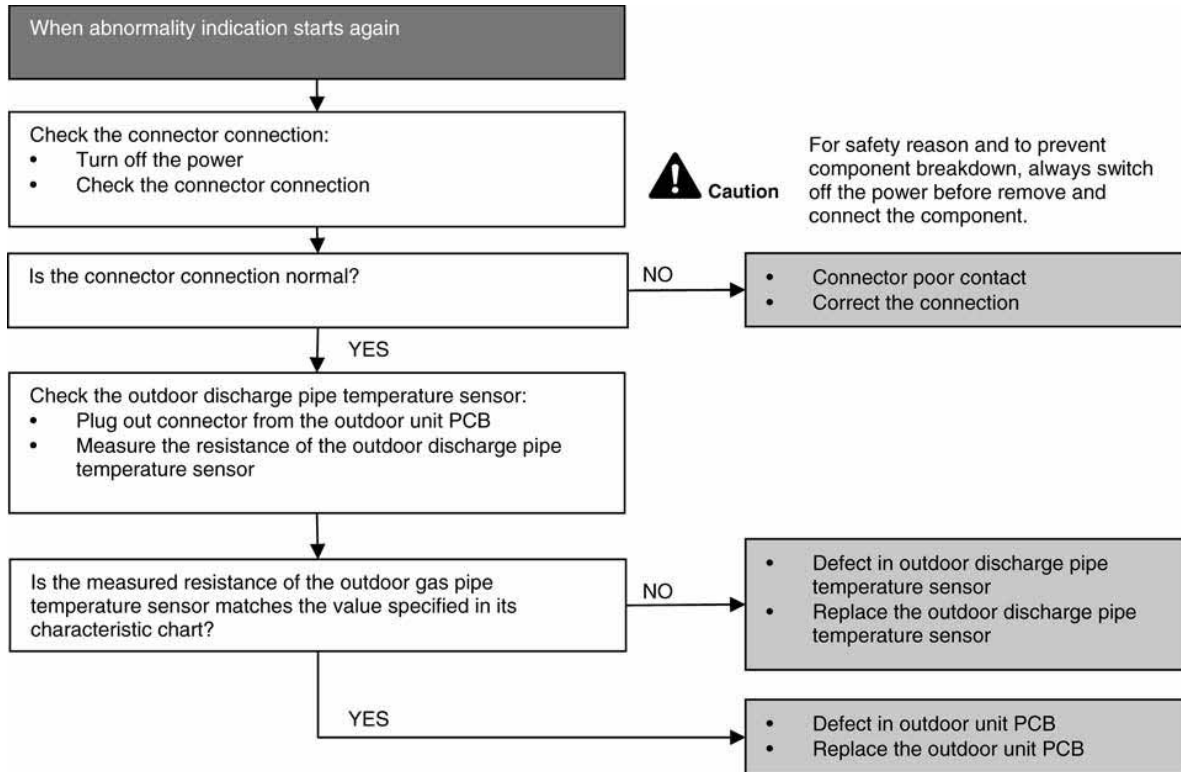 When abnormality indication starts again
Check the connector connection:
• Turn off the power
• Check the connector connection
Caution
For safety reason and to prevent
component breakdown, always switch
off the power before remove and
connect the component.
Is the connector connection normal?
NO
• Connector poor contact
• Correct the connection
YES
Check the outdoor discharge pipe temperature sensor:
• Plug out connector from the outdoor unit PCB
• Measure the resistance of the outdoor discharge pipe
temperature sensor
Is the measured resistance of the outdoor gas pipe
temperature sensor matches the value specified in its
characteristic chart?
NO
• Defect in outdoor discharge pipe
temperature sensor
• Replace the outdoor discharge pipe
temperature sensor
YES
• Defect in outdoor unit PCB
• Replace the outdoor unit PCB